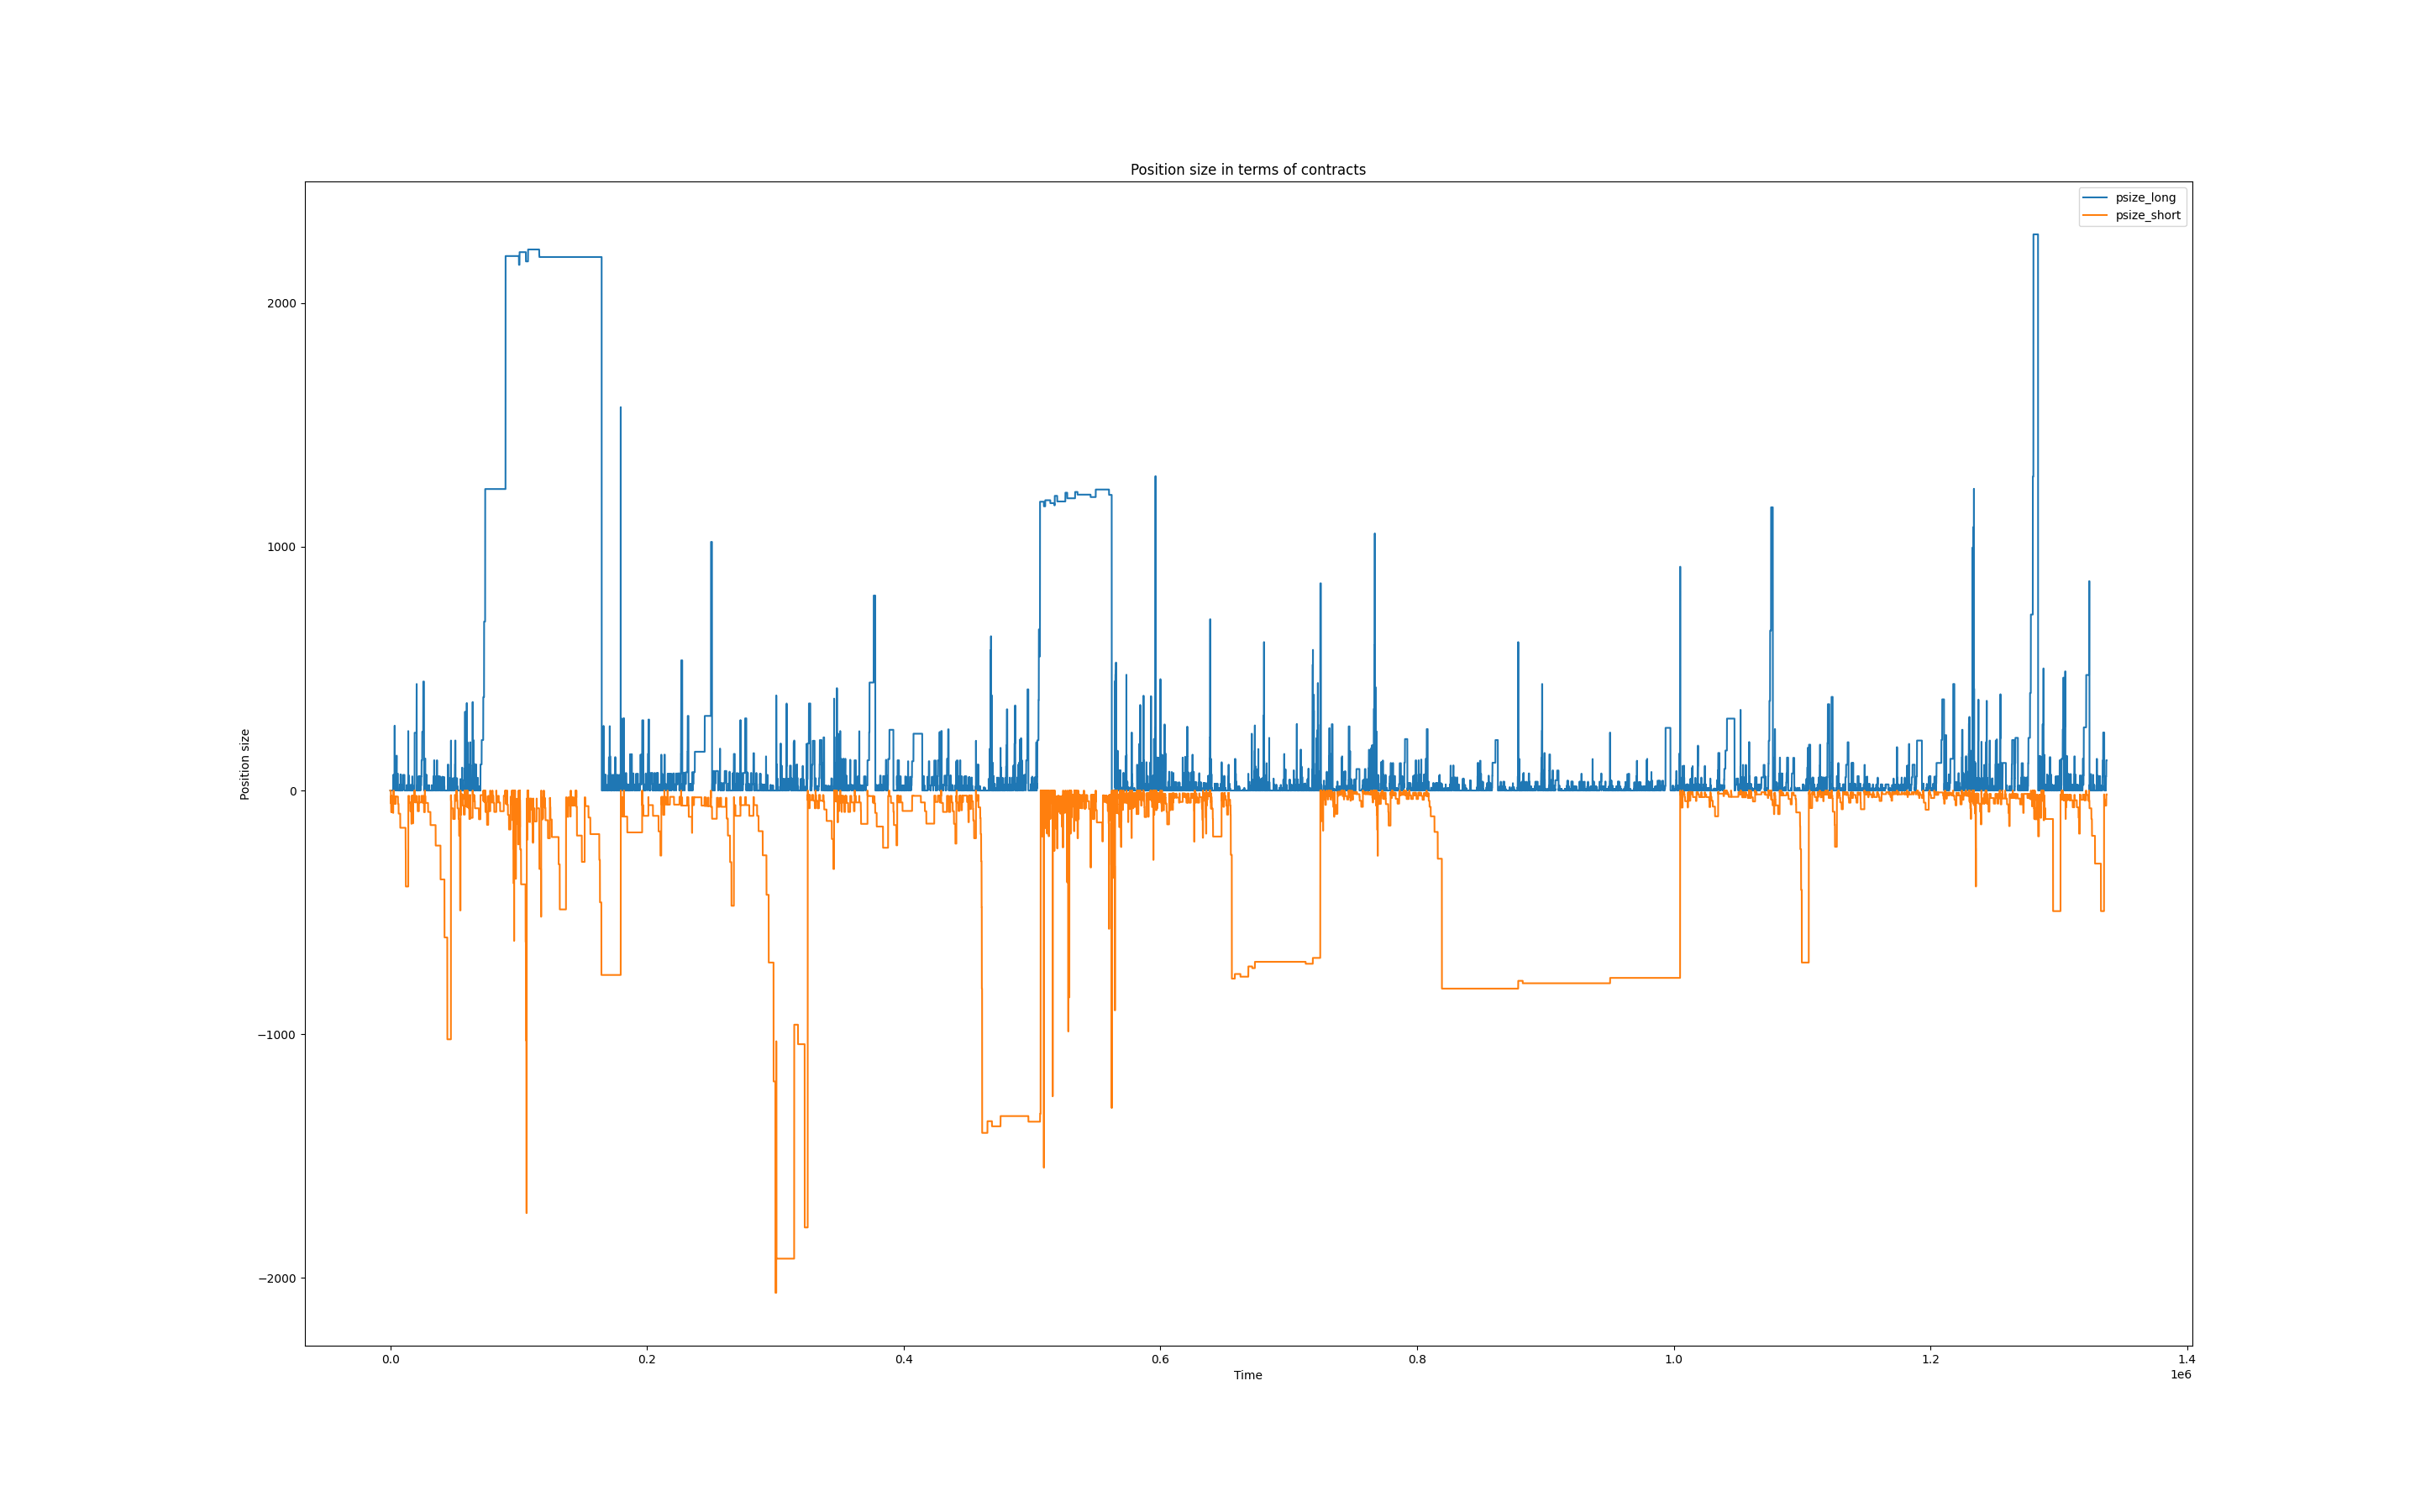 Position size in terms of contracts
psize_long
psize_short
Position size
2000
1000
0
−1000
−2000
0.0
0.2
0.4
0.6
0.8
1.0
1.2
1.4
Time
1e6